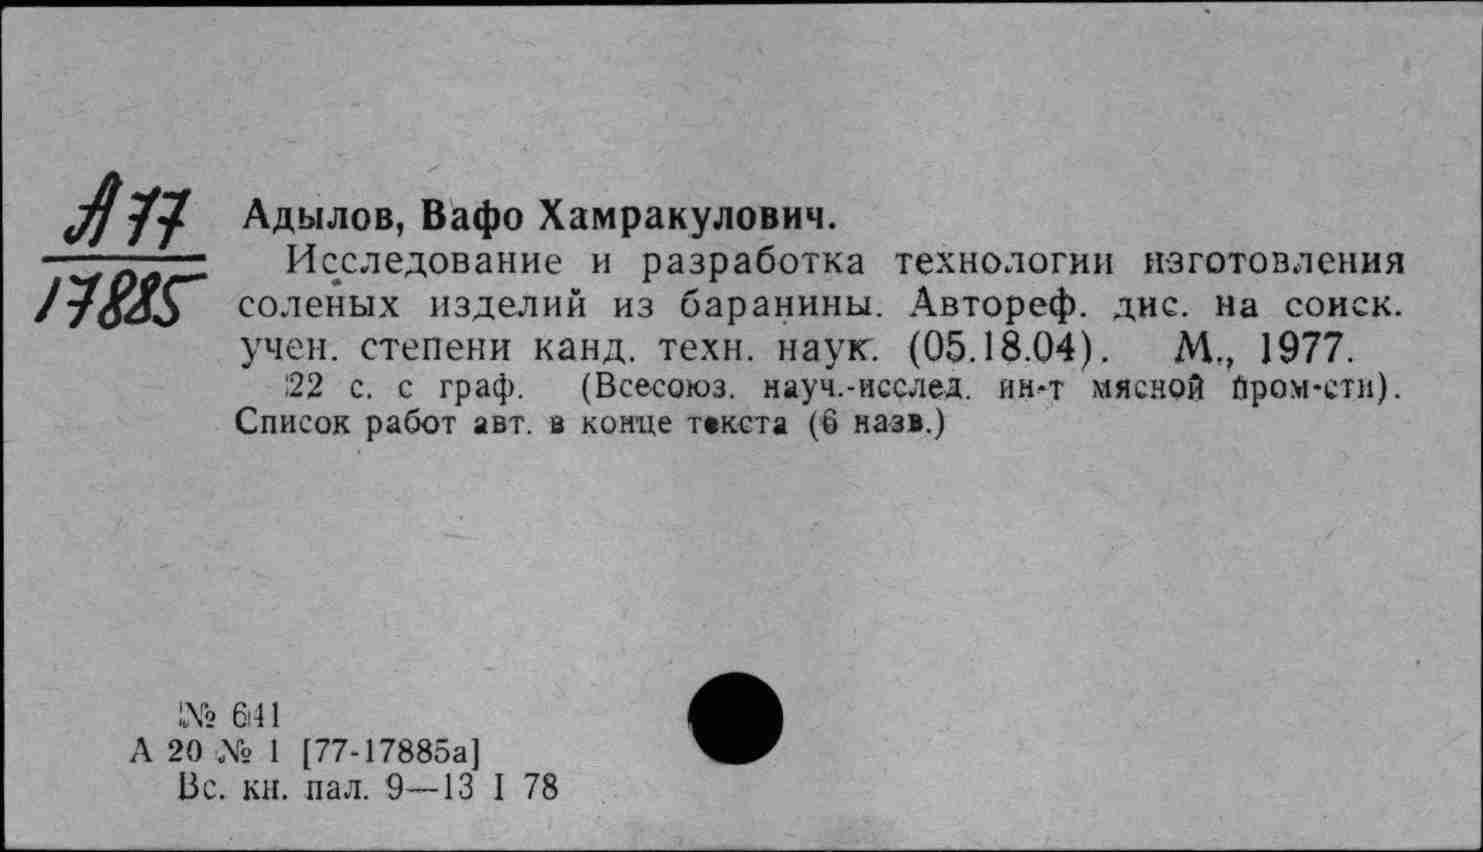 А77
17885
Адылов, Вафо Хамракулович.
Исследование и разработка технологии изготовления
соленых изделий из баранины. Автореф. дис. на соиск.
учен. степени канд. техн. наук. (05.18.04). М., 1977.
22 с. с граф. (Всесоюз. науч.-исслед. ин-т мясной пром-сти).
Список работ авт. в конце текста (6 назв.)
№ 641
А 20 № 1 [77-17885а]
Вс. кн. пал. 9—13 I 78